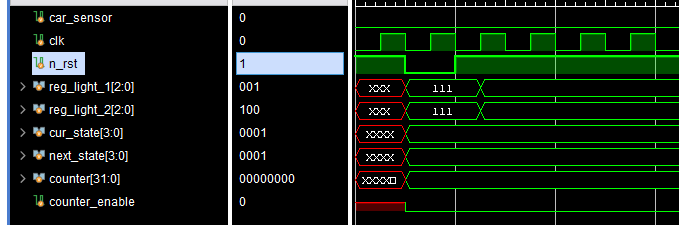 car_sensor 0
clk 0
n_rst 1
reg_light_1[2:0] 001 XXX 111
reg_light_2[2:0] 100 XXX 111
cur_state[3:0] 0001 XXXX
next_state[3:0] 0001 XXXX
counter[31:0] 00000000 XXXX
counter_enable 0